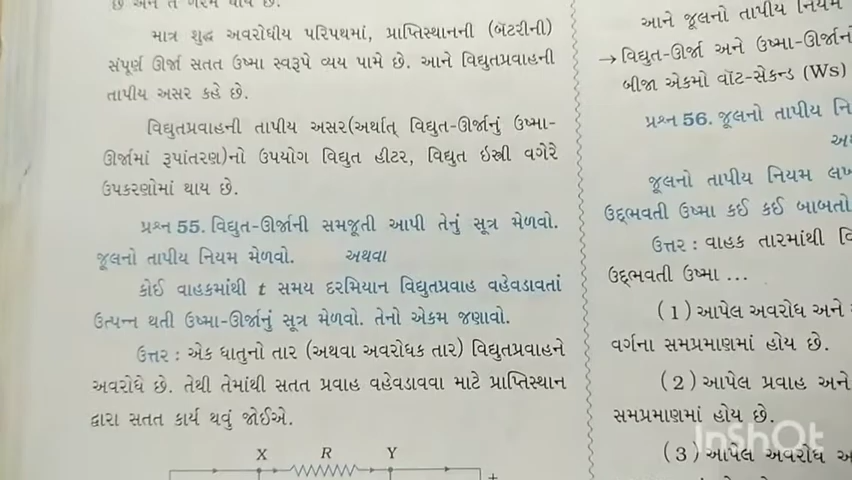 માત્ર શુદ્ધ અવરોધીય પરિપથમાં, પ્રાપ્તિસ્થાનની (બૅટરીની)
સંપૂર્ણ ઊર્જા સતત ઉષ્મા સ્વરૂપે વ્યય પામે છે. આને વિદ્યુતપ્રવાહની
તાપીય અસર કહે છે.
વિદ્યુતપ્રવાહની તાપીય અસર(અર્થાત્ વિદ્યુત-ઊર્જાનું ઉષ્મા-
ઊર્જામાં રૂપાંતરણ)નો ઉપયોગ વિદ્યુત હીટર, વિદ્યુત ઇસ્ત્રી વગેરે
ઉપકરણોમાં થાય છે.
પ્રશ્ન 55. વિદ્યુત-ઊર્જાની સમજૂતી આપી તેનું સૂત્ર મેળવો.
જૂલનો તાપીય નિયમ મેળવો. અથવા
કોઈ વાહકમાંથી t સમય દરમિયાન વિદ્યુતપ્રવાહ વહેવડાવતાં
ઉત્પન્ન થતી ઉષ્મા-ઊર્જાનું સૂત્ર મેળવો. તેનો એકમ જણાવો.
ઉત્તર : એક ધાતુનો તાર (અથવા અવરોધક તાર) વિદ્યુતપ્રવાહને
અવરોધે છે. તેથી તેમાંથી સતત પ્રવાહ વહેવડાવવા માટે પ્રાપ્તિસ્થાન
દ્વારા સતત કાર્ય થવું જોઈએ.
X R Y
+
આને જૂલનો તાપીય નિયમ
→ વિદ્યુત-ઊર્જા અને ઉષ્મા-ઊર્જાનો
બીજા એકમો વૉટ-સેકન્ડ (Ws)
પ્રશ્ન 56. જૂલનો તાપીય
જૂલનો તાપીય નિયમ
ઉદ્ભવતી ઉષ્મા કઈ કઈ બાબતો
ઉત્તર : વાહક તારમાંથી
ઉદ્ભવતી ઉષ્મા ...
(1) આપેલ અવરોધ અને
વર્ગના સમપ્રમાણમાં હોય છે.
(2) આપેલ પ્રવાહ અને
સમપ્રમાણમાં હોય છે.
InShOt
(3) આપેલ અવરોધ